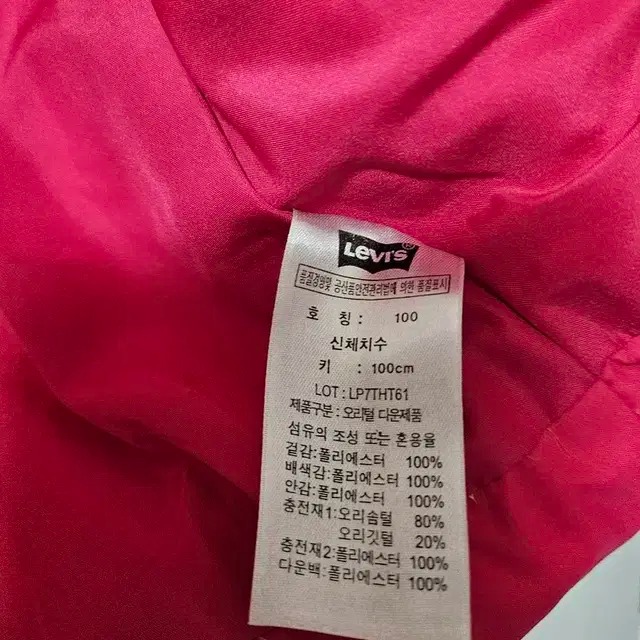 Levi's®
품질경영및 공산품안전관리법에 의한 품질표시
호 칭 : 100
신체치수
키 : 100cm
LOT : LP7THT61
제품구분 : 오리털 다운제품
섬유의 조성 또는 혼용율
겉감:폴리에스터 100%
배색감:폴리에스터 100%
안감:폴리에스터 100%
충전재1:오리솜털 80%
오리깃털 20%
충전재2:폴리에스터 100%
다운백:폴리에스터 100%